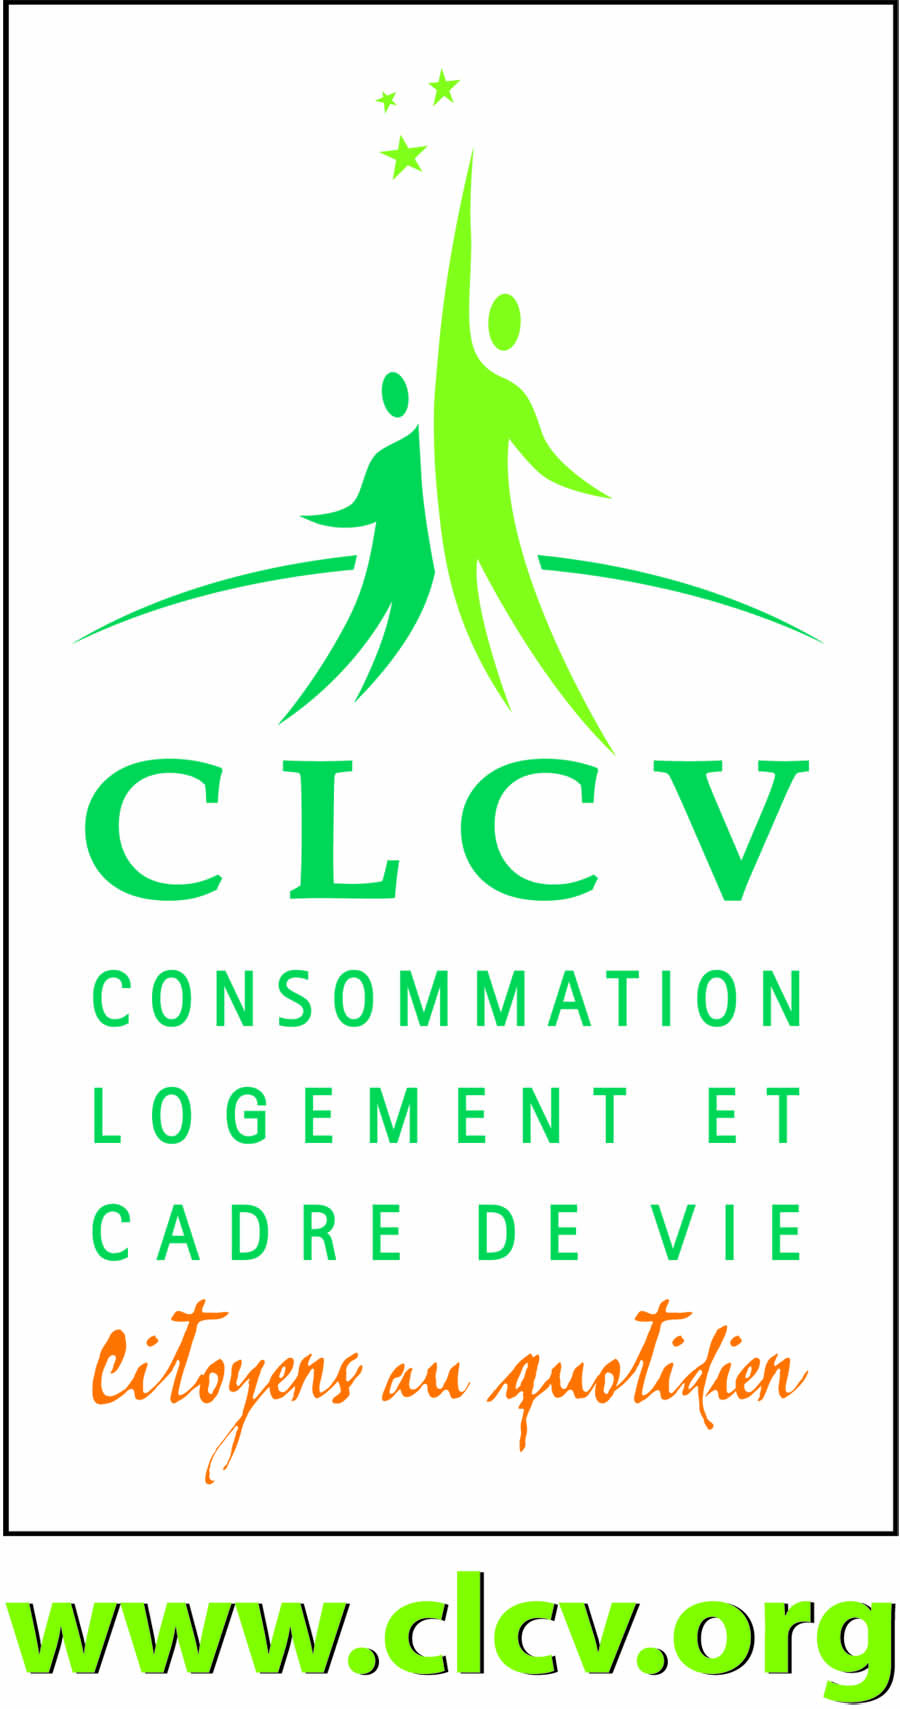 CLCV
CONSOMMATION
LOGEMENT ET
CADRE DE VIE
Citoyens au quotidien
www.clcv.org